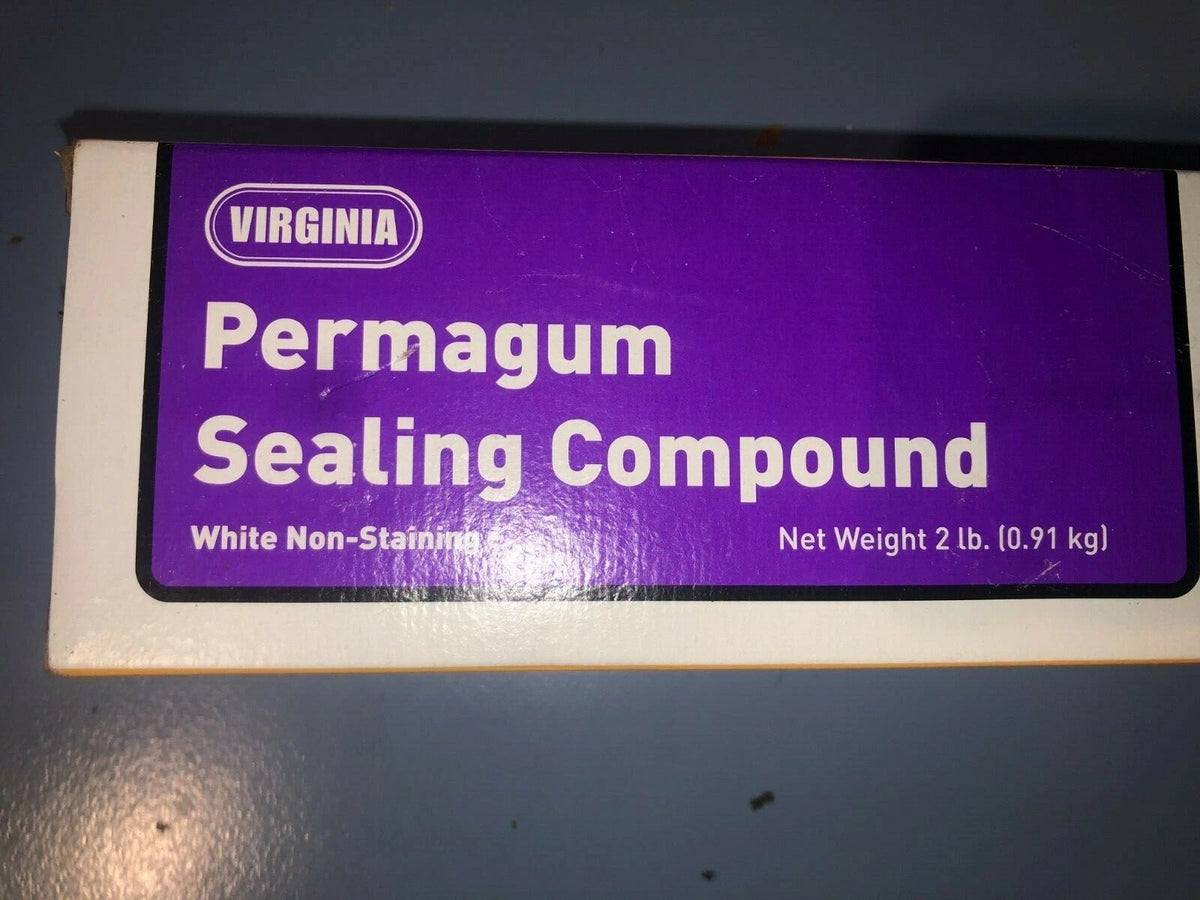 VIRGINIA
Permagum
Sealing Compound
White Non-Staining
Net Weight 2 lb. (0.91 kg)